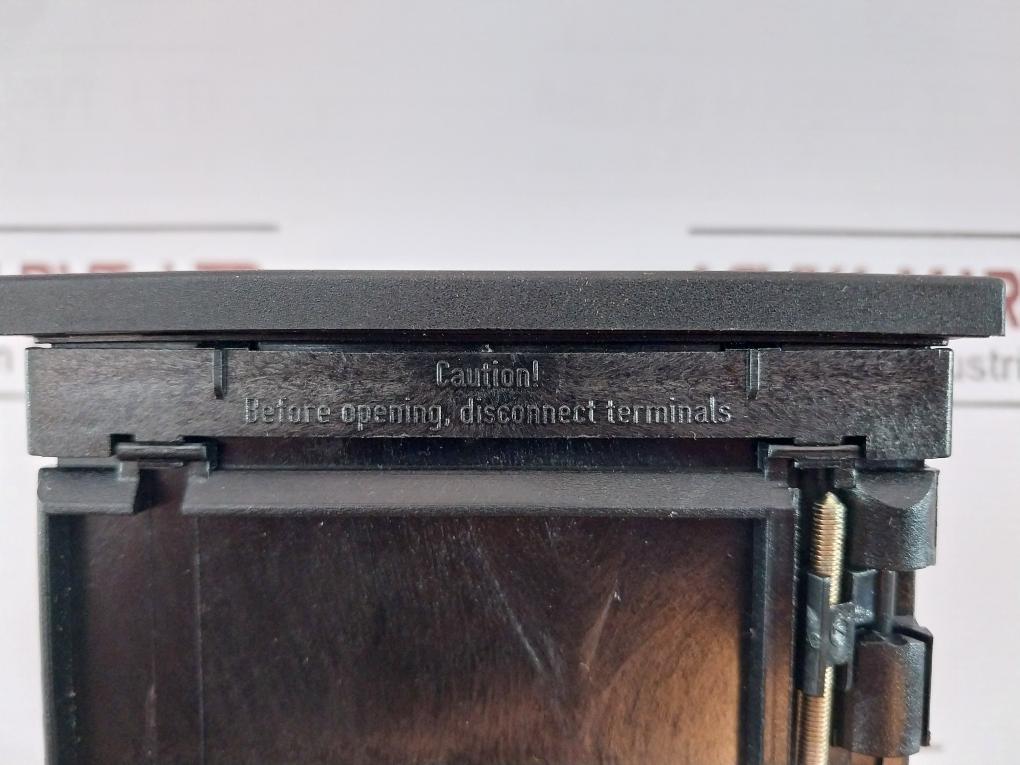 Caution!
Before opening, disconnect terminals